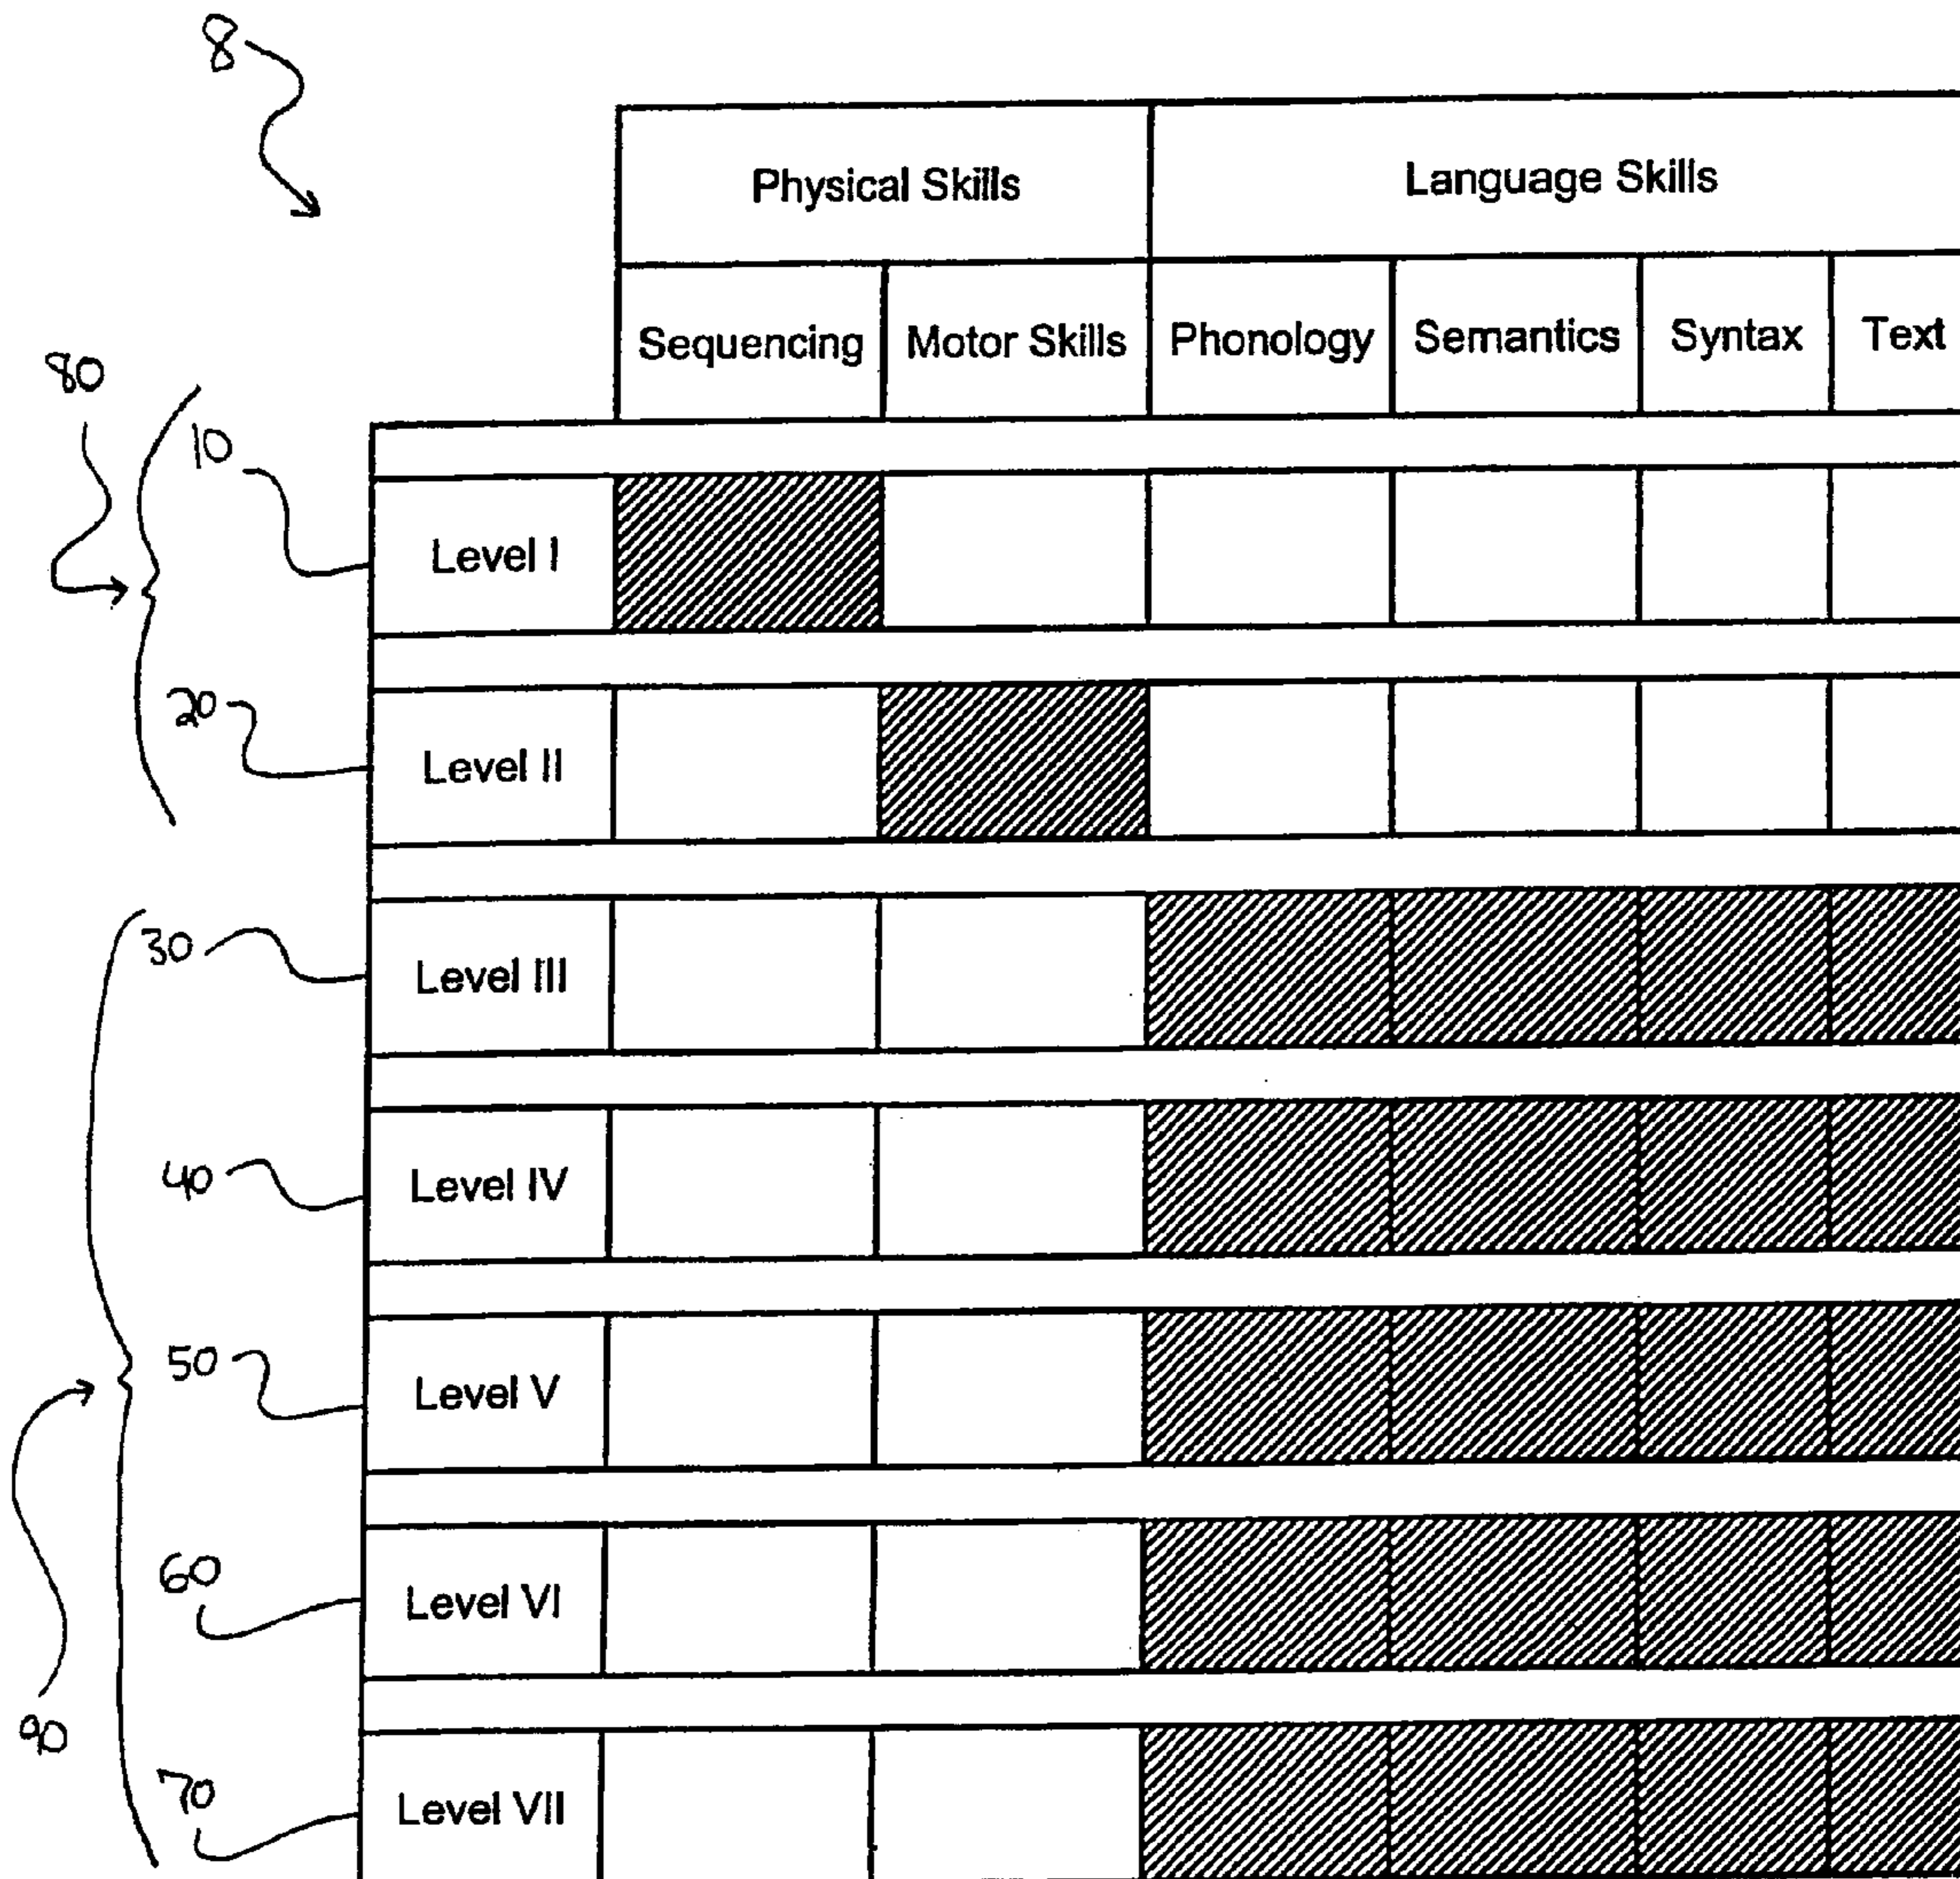 8
Physical Skills Language Skills
Sequencing Motor Skills Phonology Semantics Syntax Text
80
10
Level I
20
Level II
30
Level III
40
Level IV
50
Level V
60
Level VI
90
70
Level VII